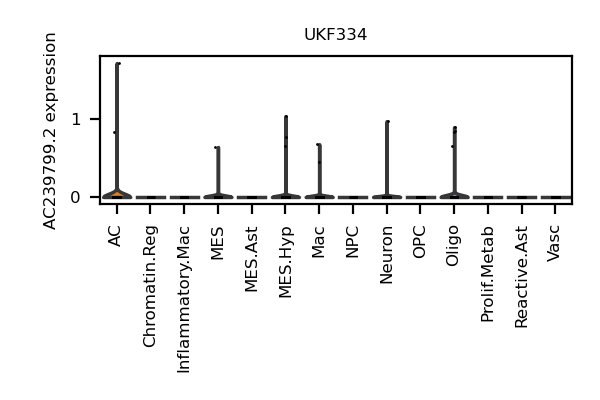 UKF334
AC239799.2 expression
1
0
AC
Chromatin.Reg
Inflammatory.Mac
MES
MES.Ast
MES.Hyp
Mac
NPC
Neuron
OPC
Oligo
Prolif.Metab
Reactive.Ast
Vasc